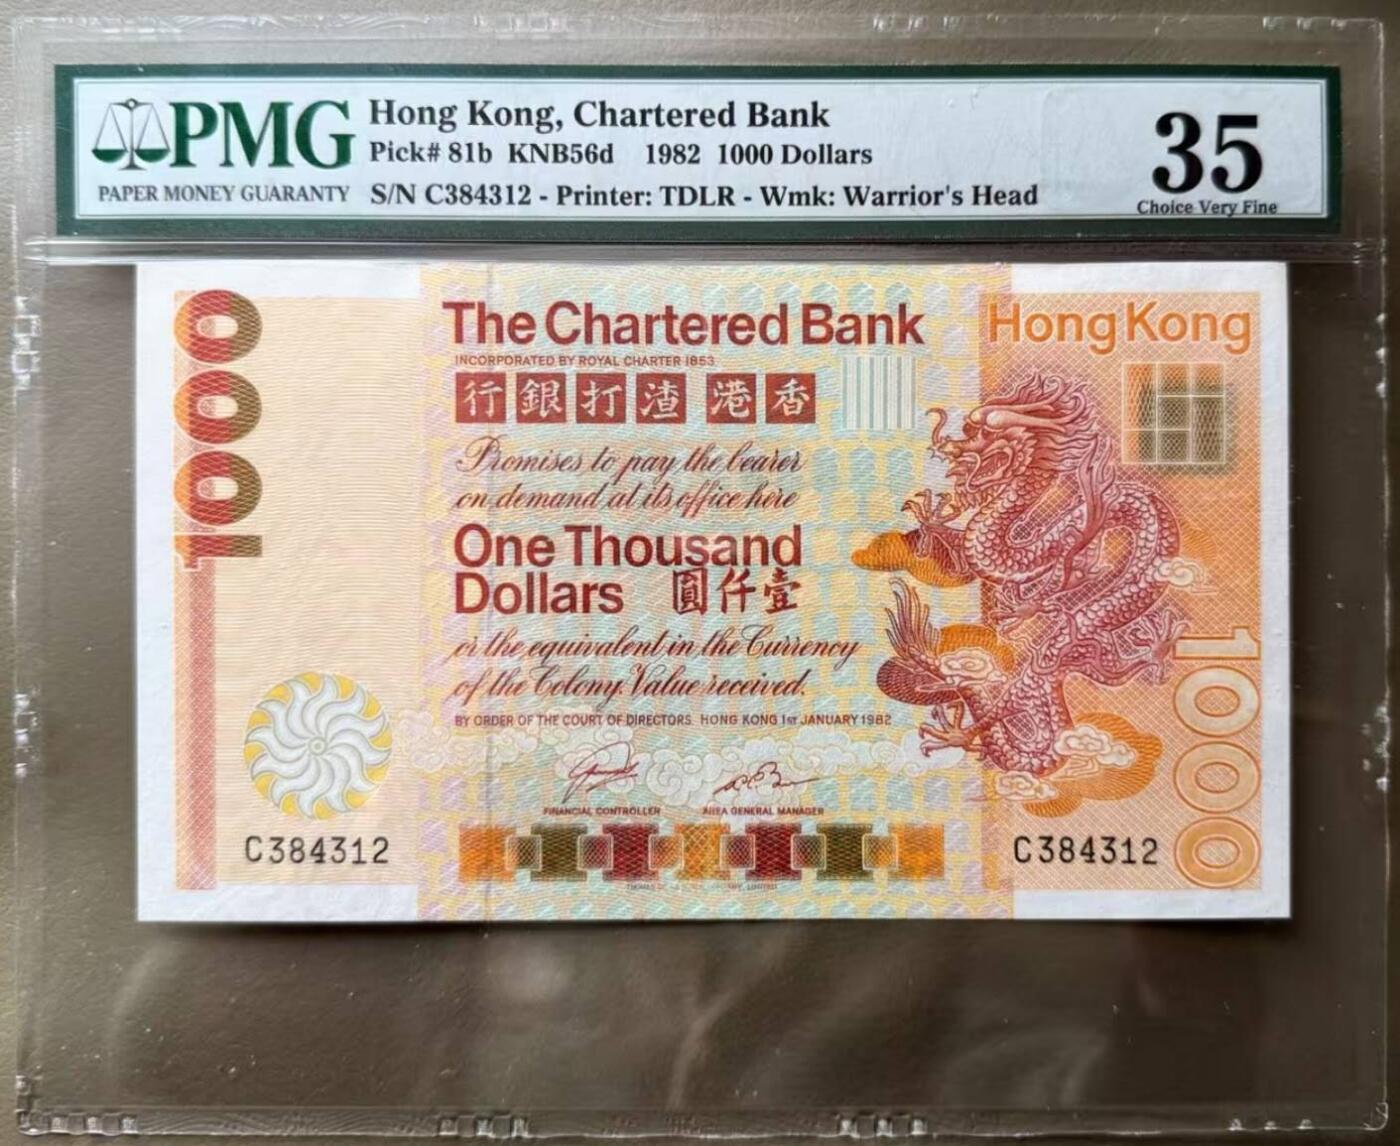 PMG
PAPER MONEY GUARANTY
Hong Kong, Chartered Bank
Pick# 81b KNB56d 1982 1000 Dollars
S/N C384312 - Printer: TDLR - Wmk: Warrior's Head
35
Choice Very Fine
1000
The Chartered Bank
Hong Kong
INCORPORATED BY ROYAL CHARTER 1853
行銀打渣 港香
Promises to pay the bearer
on demand at its office here
One Thousand
Dollars 圓仟壹
or the equivalent in the Currency
of the Colony. Value received.
BY ORDER OF THE COURT OF DIRECTORS. HONG KONG 1ST JANUARY 1982
FINANCIAL CONTROLLER AREA GENERAL MANAGER
C384312
C384312
1000